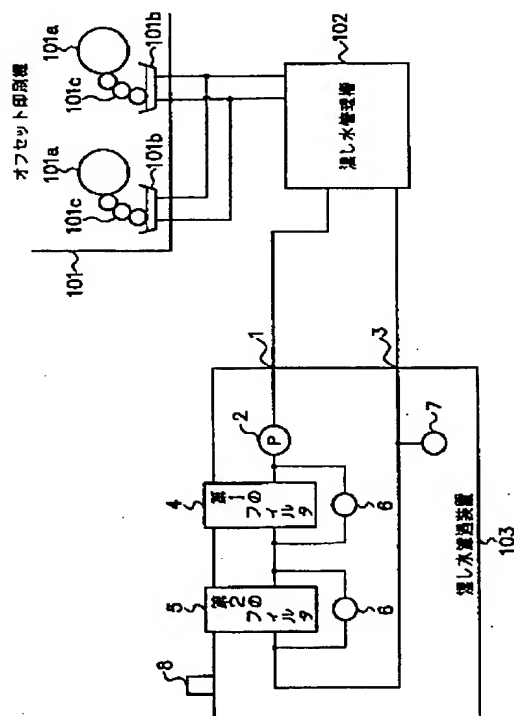 オフセット印刷機
101a
101a
101c
101c
101b
101b
101
102
湿し水管理槽
1
3
2
P
7
4
第1のフィルタ
6
5
第2のフィルタ
6
8
湿し水濾過装置
103